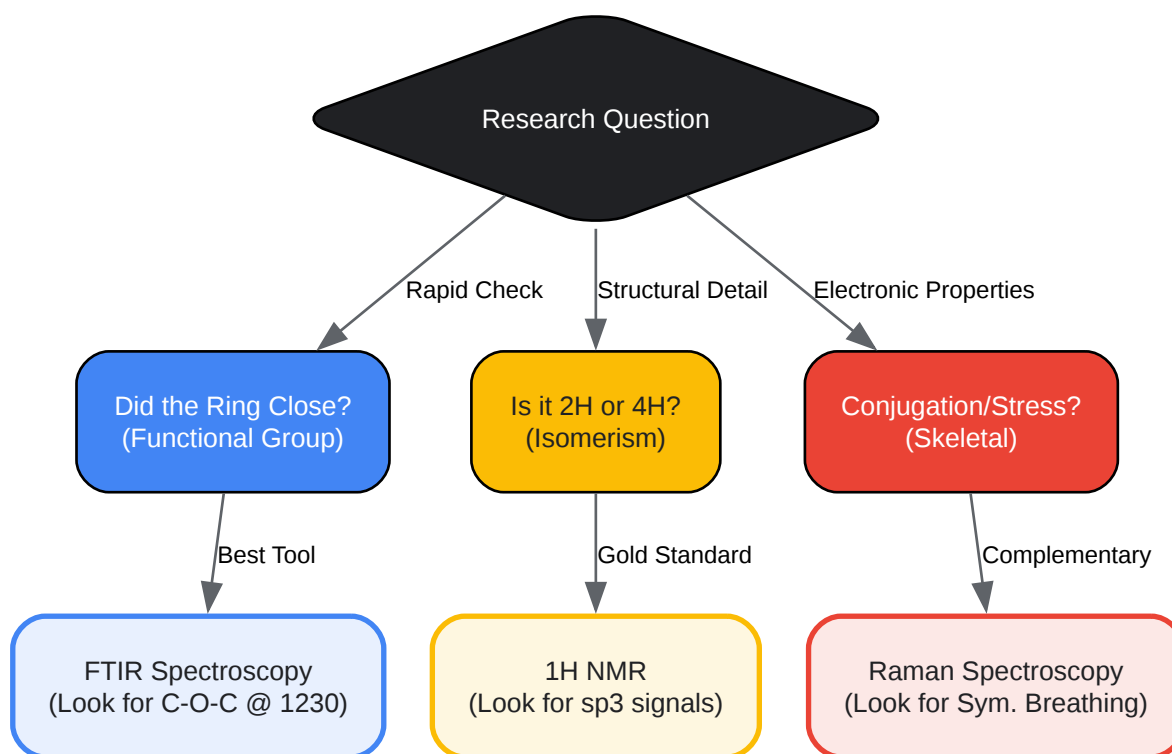 Research Question
Rapid Check
Structural Detail
Electronic Properties
Did the Ring Close?
(Functional Group)
Is it 2H or 4H?
(Isomerism)
Conjugation/Stress?
(Skeletal)
Best Tool
Gold Standard
Complementary
FTIR Spectroscopy
(Look for C-O-C @ 1230)
1H NMR
(Look for sp3 signals)
Raman Spectroscopy
(Look for Sym. Breathing)